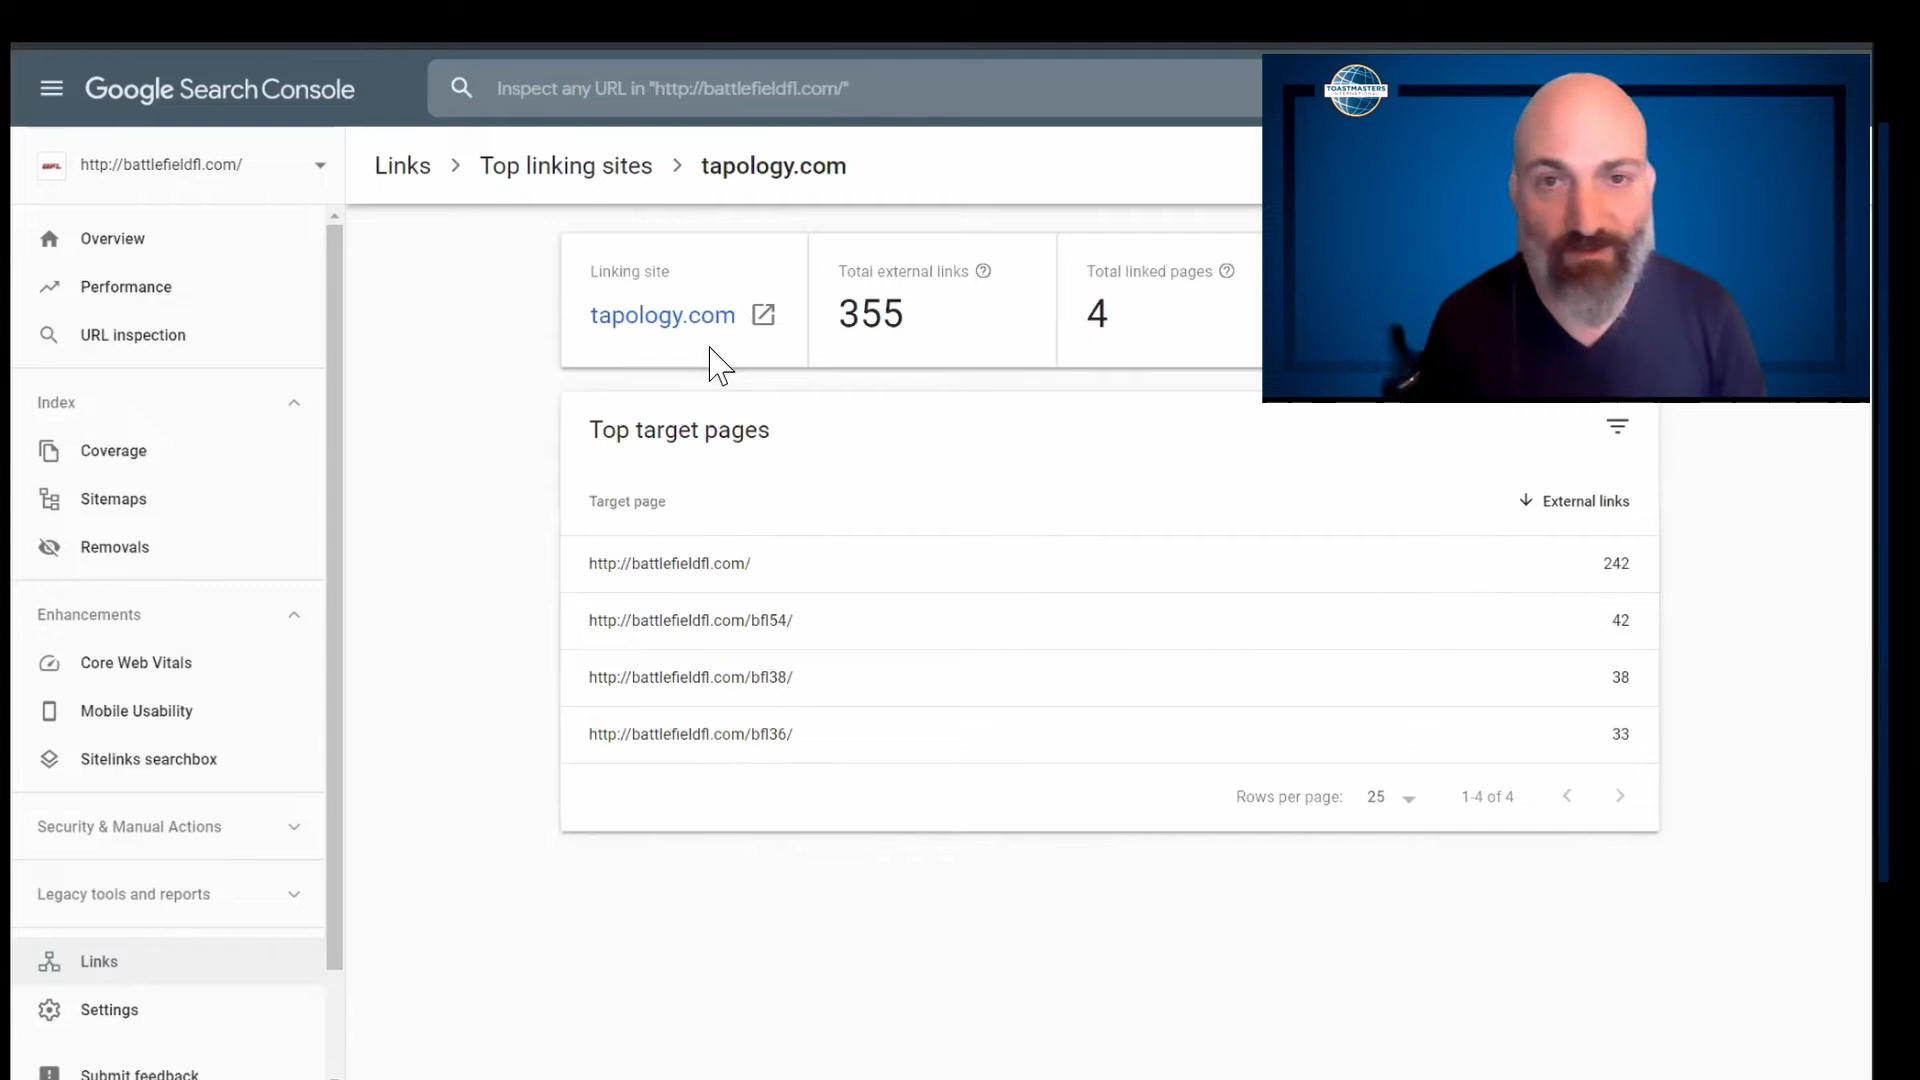 Google Search Console
Inspect any URL in "http://battlefieldfl.com/"
TOASTMASTERS
INTERNATIONAL
BFL
http://battlefieldfl.com/
Links > Top linking sites > tapology.com
Overview
Performance
URL inspection
Index
Coverage
Sitemaps
Removals
Enhancements
Core Web Vitals
Mobile Usability
Sitelinks searchbox
Security & Manual Actions
Legacy tools and reports
Links
Settings
Submit feedback
Linking site
tapology.com
Total external links
355
Total linked pages
4
Top target pages
Target page
External links
http://battlefieldfl.com/ 242
http://battlefieldfl.com/bfl54/ 42
http://battlefieldfl.com/bfl38/ 38
http://battlefieldfl.com/bfl36/ 33
Rows per page: 25 1-4 of 4